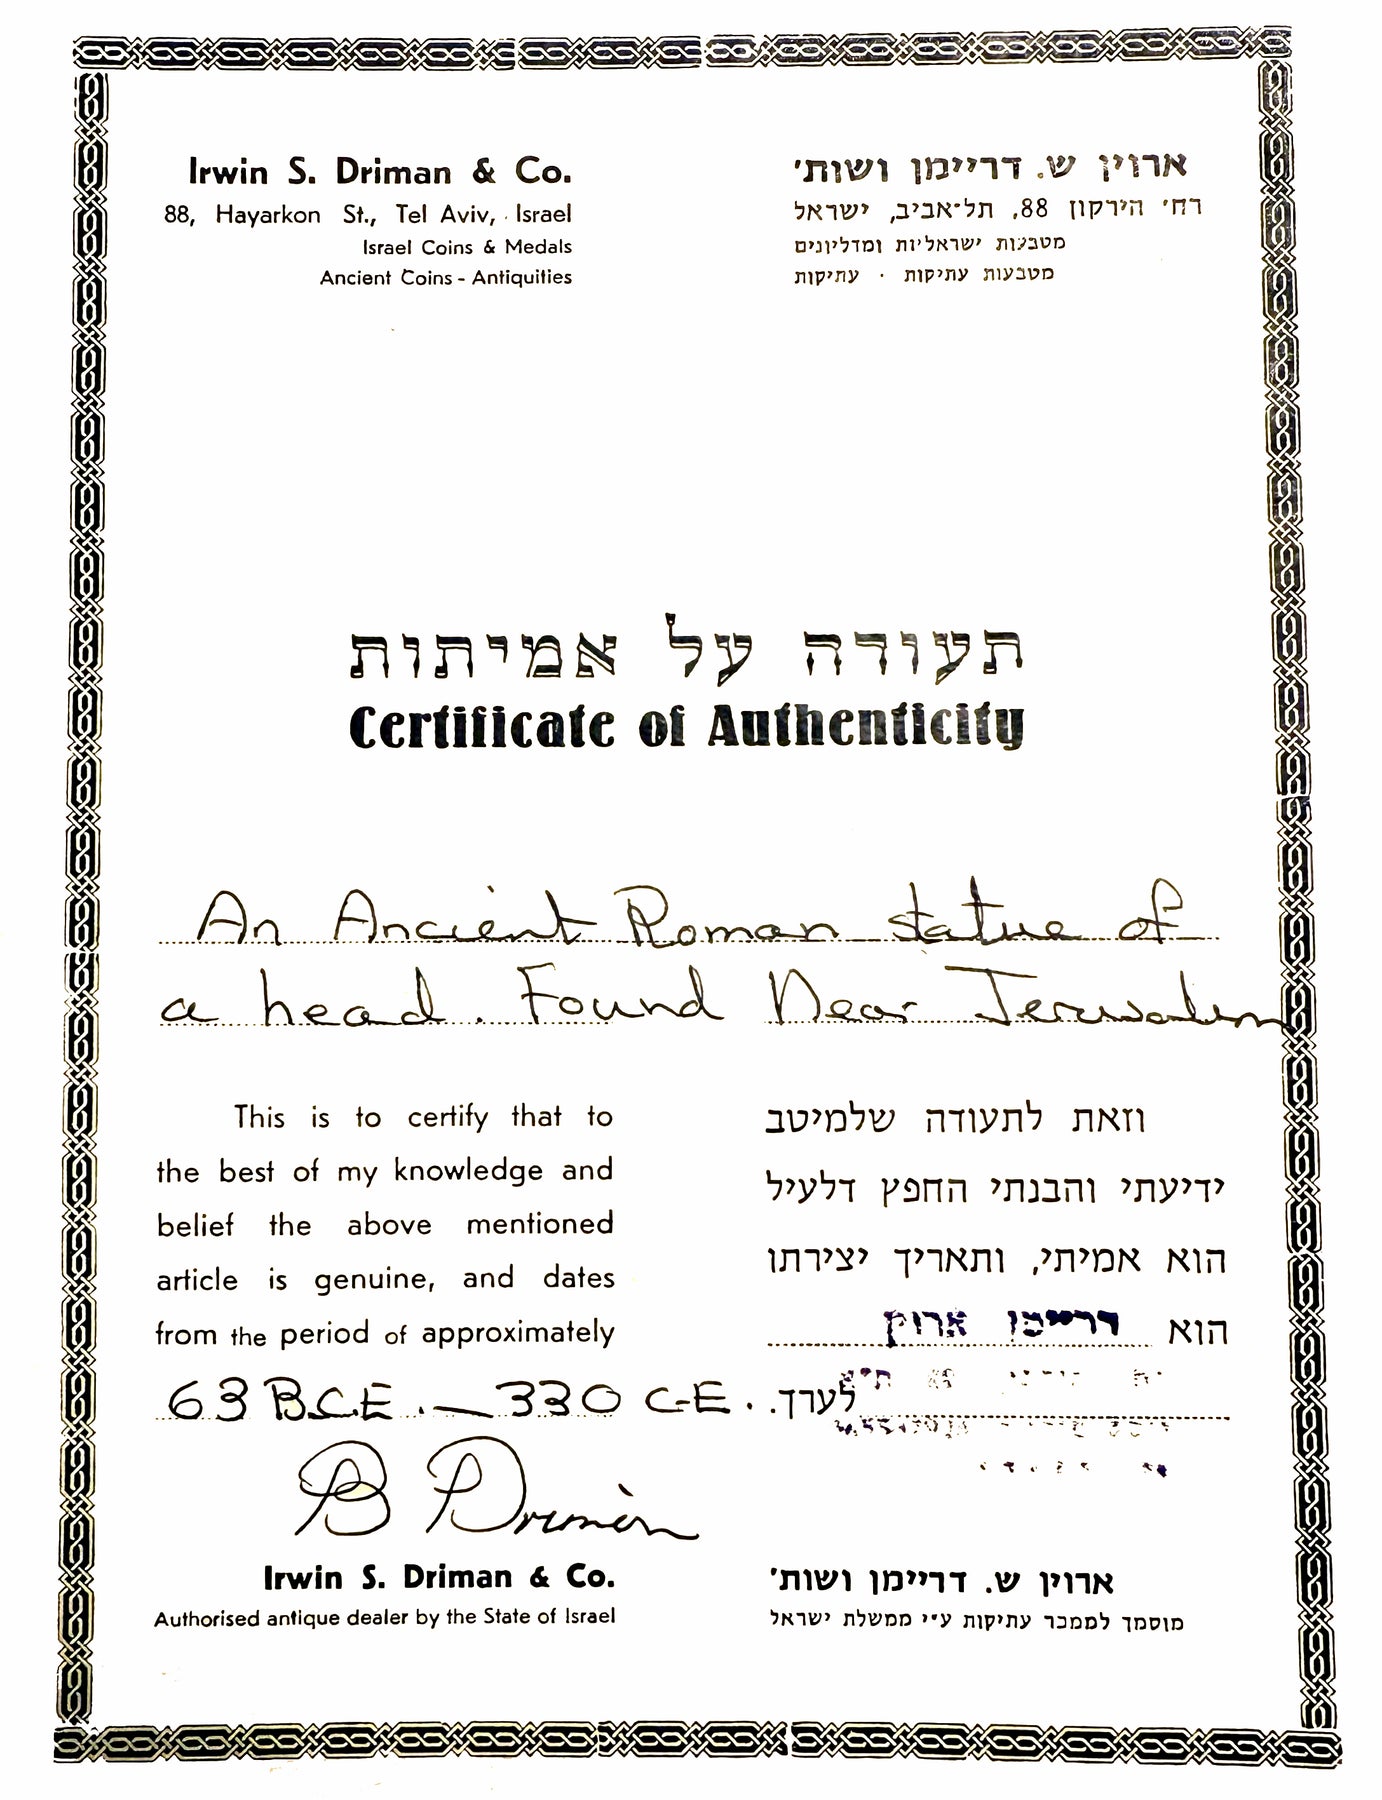 Irwin S. Driman & Co.
88, Hayarkon St., Tel Aviv, Israel
Israel Coins & Medals
Ancient Coins - Antiquities
ארוין ש. דריימן ושות'
רח' הירקון 88, תל־אביב, ישראל
מטבעות ישראליות ומדליונים
מטבעות עתיקות · עתיקות
תעודה על אמיתות
Certificate of Authenticity
An Ancient Roman statue of
a head. Found Near Jerusalem
This is to certify that to
the best of my knowledge and
belief the above mentioned
article is genuine, and dates
from the period of approximately
63 B.C.E. — 330 C.E.
וזאת לתעודה שלמיטב
ידיעתי והבנתי החפץ דלעיל
הוא אמיתי, ותאריך יצירתו
הוא דריימן ארוין
לערך.
B Driman
Irwin S. Driman & Co.
Authorised antique dealer by the State of Israel
ארוין ש. דריימן ושות'
מוסמך לממכר עתיקות ע"י ממשלת ישראל